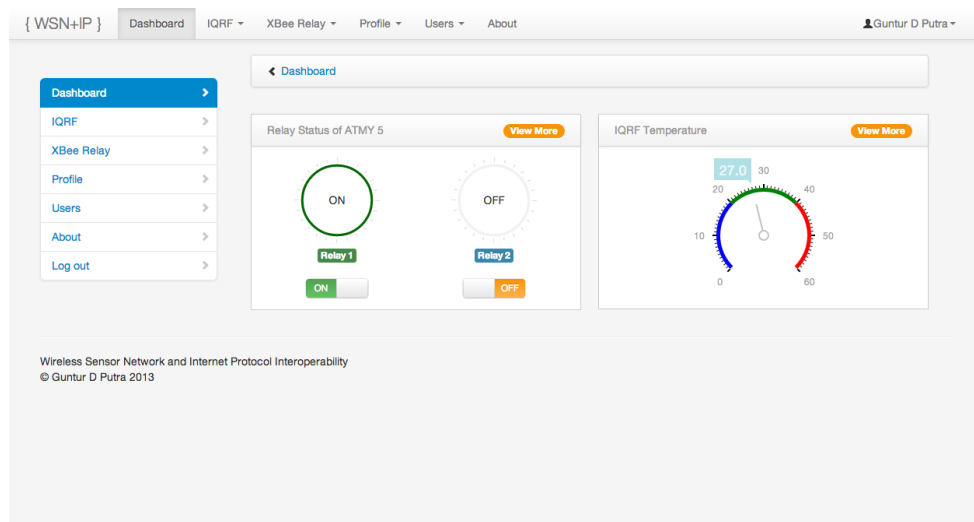 { WSN+IP } Dashboard IQRF XBee Relay Profile Users About Guntur D Putra
Dashboard
IQRF
XBee Relay
Profile
Users
About
Log out
Dashboard
Relay Status of ATMY 5 View More
ON OFF
Relay 1 Relay 2
ON OFF
IQRF Temperature View More
27.0
0 10 20 30 40 50 60
Wireless Sensor Network and Internet Protocol Interoperability
© Guntur D Putra 2013